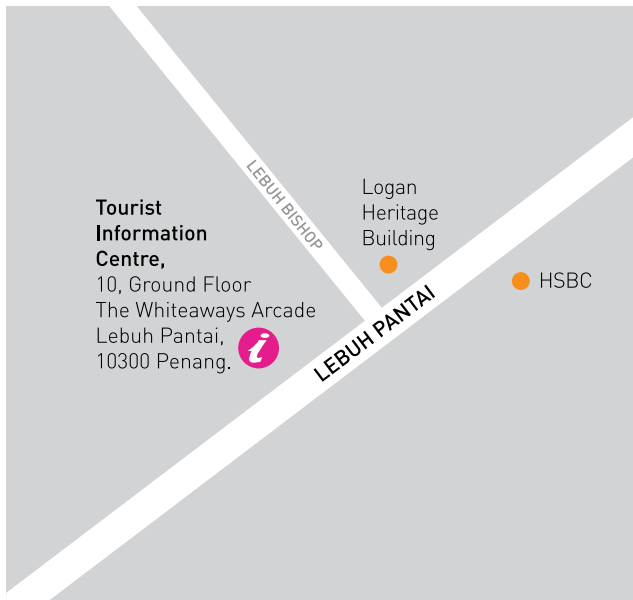 LEBUH BISHOP
Logan
Heritage
Building
Tourist
Information
Centre,
10, Ground Floor
The Whiteaways Arcade
Lebuh Pantai,
10300 Penang.
i
HSBC
LEBUH PANTAI